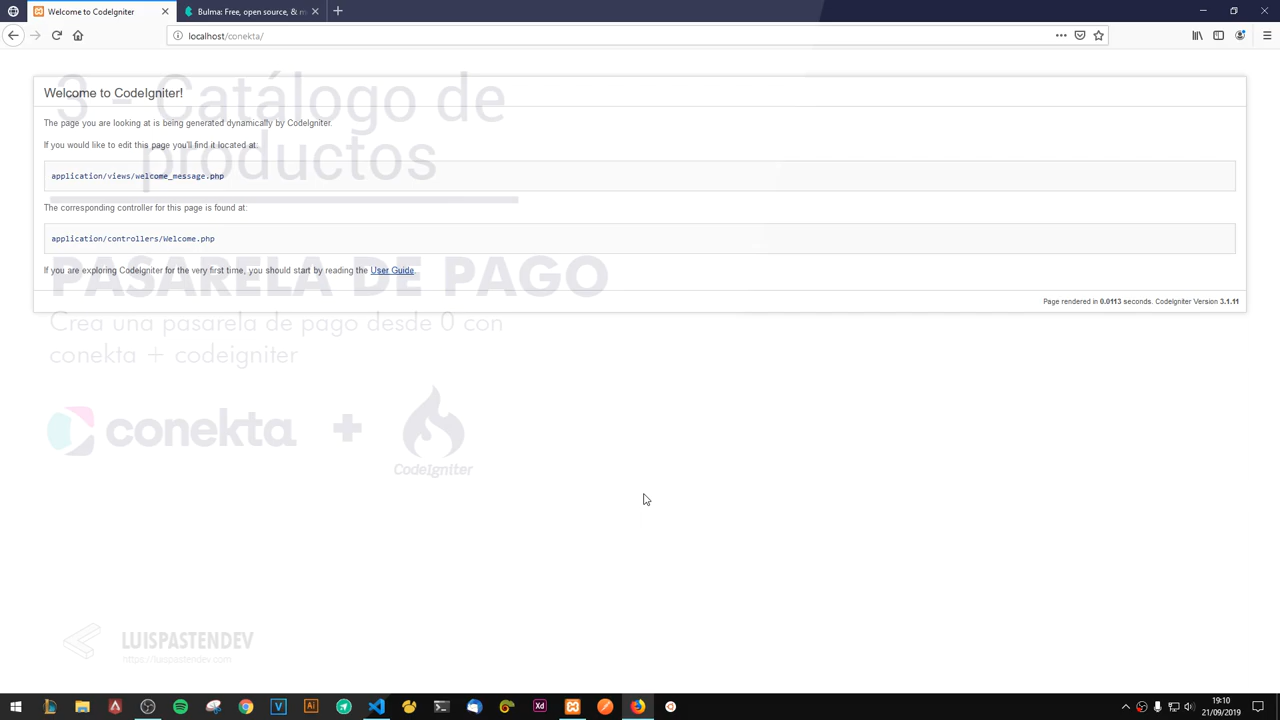 Welcome to CodeIgniter
Bulma: Free, open source, & m
localhost/conekta/
3 - Catálogo de
productos
Welcome to CodeIgniter!
The page you are looking at is being generated dynamically by CodeIgniter.
If you would like to edit this page you'll find it located at:
application/views/welcome_message.php
The corresponding controller for this page is found at:
application/controllers/Welcome.php
If you are exploring CodeIgniter for the very first time, you should start by reading the User Guide.
Page rendered in 0.0113 seconds. CodeIgniter Version 3.1.11
PASARELA DE PAGO
Crea una pasarela de pago desde 0 con
conekta + codeigniter
conekta + CodeIgniter
LUISPASTENDEV
https://luispastendev.com
19:10
21/09/2019